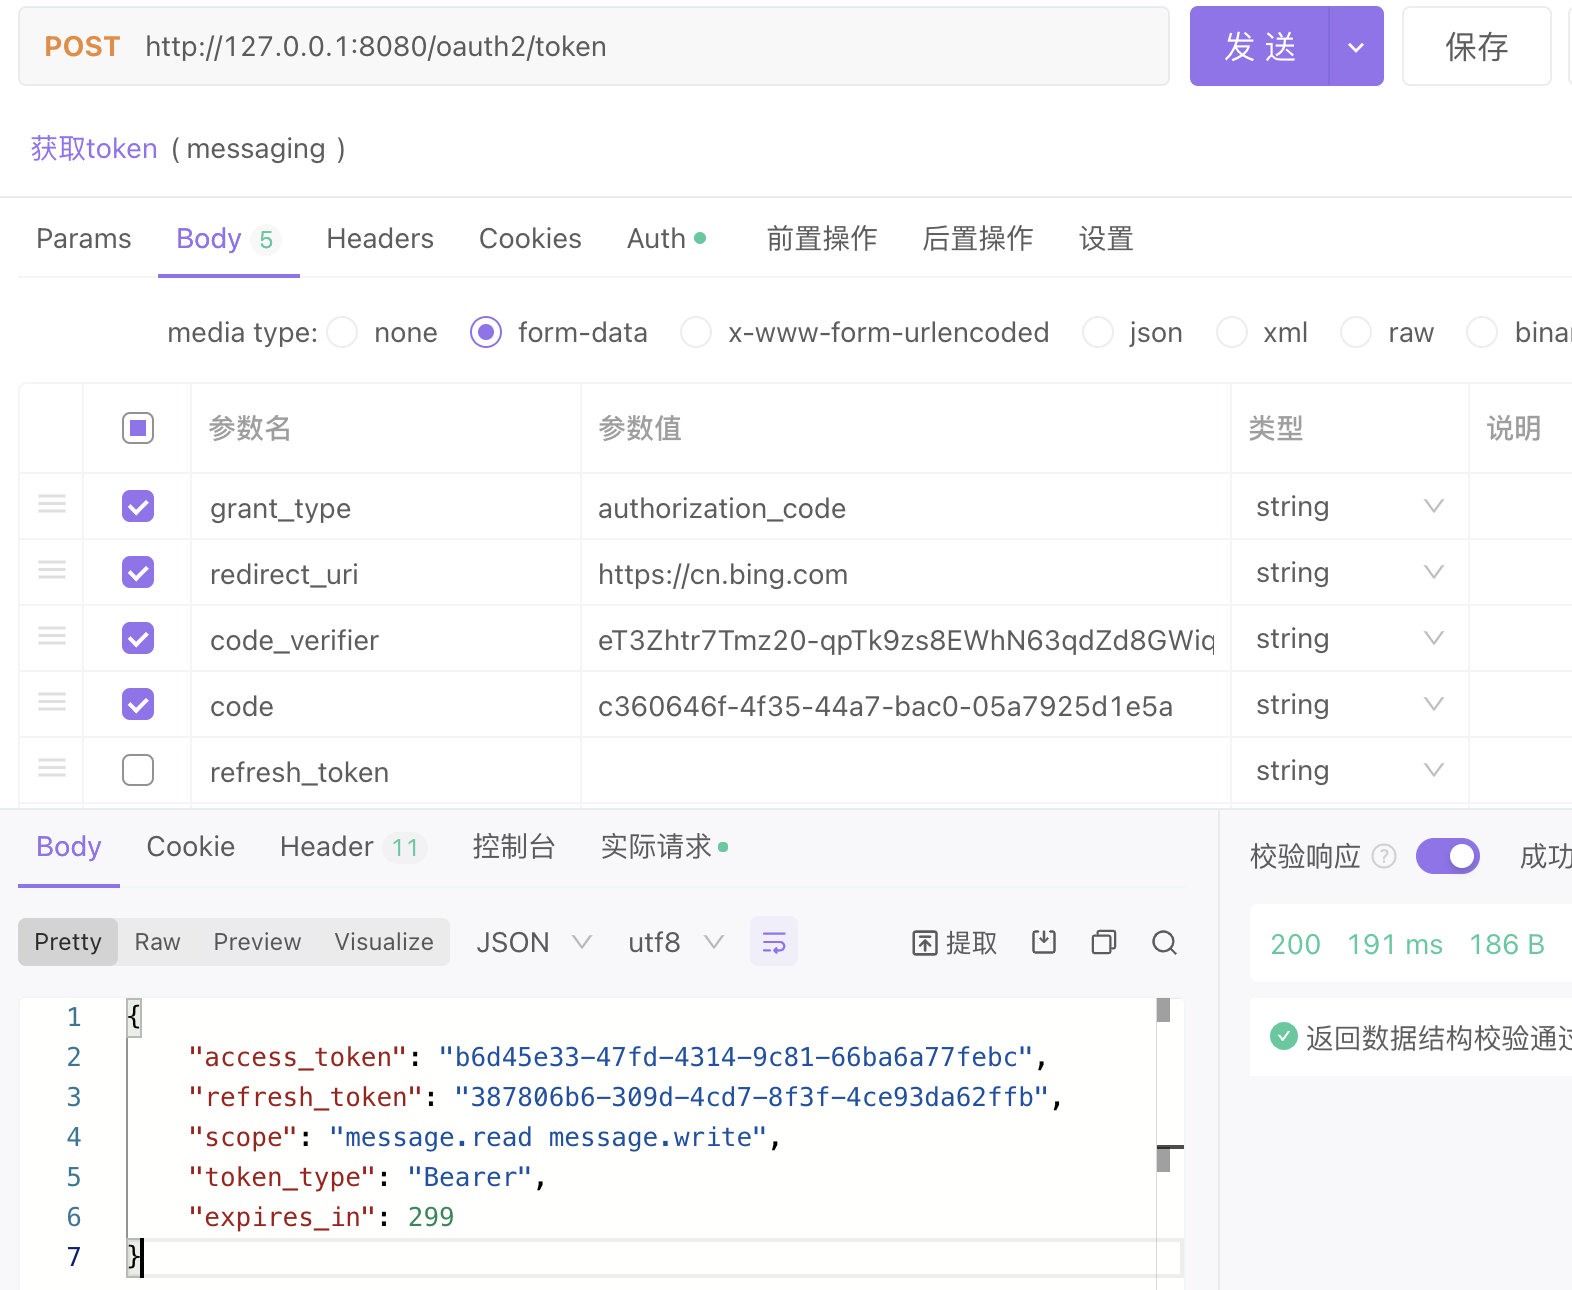 POST http://127.0.0.1:8080/oauth2/token 发 送 保存
获取token ( messaging )
Params Body 5 Headers Cookies Auth 前置操作 后置操作 设置
media type: none form-data x-www-form-urlencoded json xml raw binar
参数名 参数值 类型 说明
grant_type authorization_code string
redirect_uri https://cn.bing.com string
code_verifier eT3Zhtr7Tmz20-qpTk9zs8EWhN63qdZd8GWiq string
code c360646f-4f35-44a7-bac0-05a7925d1e5a string
refresh_token string
Body Cookie Header 11 控制台 实际请求 校验响应 ? 成功
Pretty Raw Preview Visualize JSON utf8 提取 200 191 ms 186 B
1 {
2 "access_token": "b6d45e33-47fd-4314-9c81-66ba6a77febc",
返回数据结构校验通过
3 "refresh_token": "387806b6-309d-4cd7-8f3f-4ce93da62ffb",
4 "scope": "message.read message.write",
5 "token_type": "Bearer",
6 "expires_in": 299
7 }